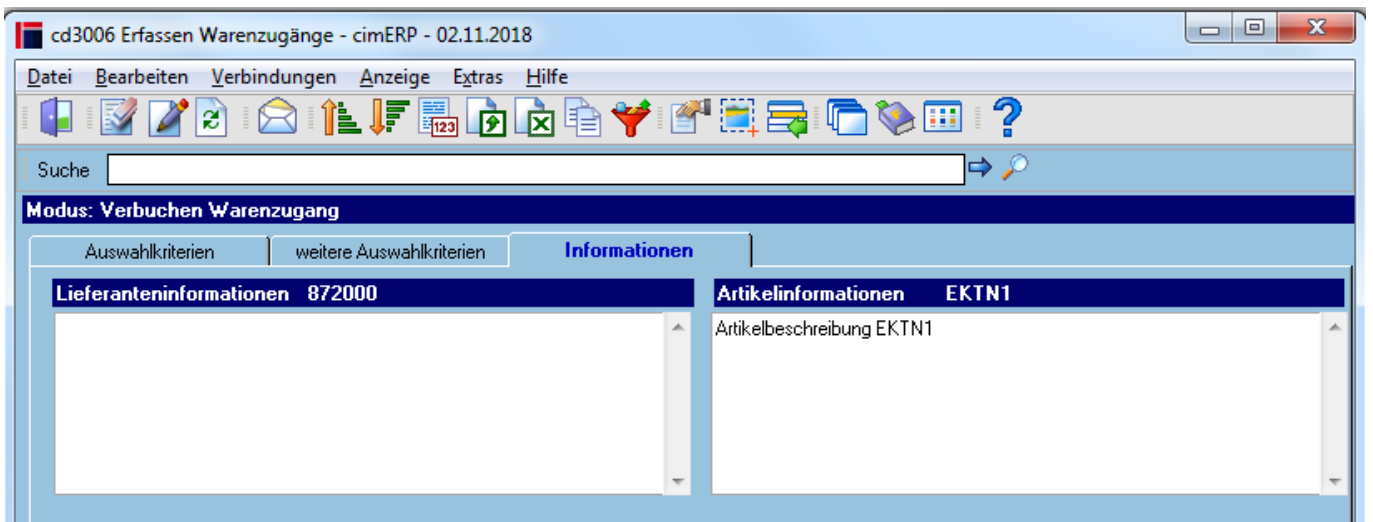 cd3006 Erfassen Warenzugänge - cimERP - 02.11.2018
Datei Bearbeiten Verbindungen Anzeige Extras Hilfe
123
Suche
Modus: Verbuchen Warenzugang
Auswahlkriterien weitere Auswahlkriterien Informationen
Lieferanteninformationen 872000 Artikelinformationen EKTN1
Artikelbeschreibung EKTN1